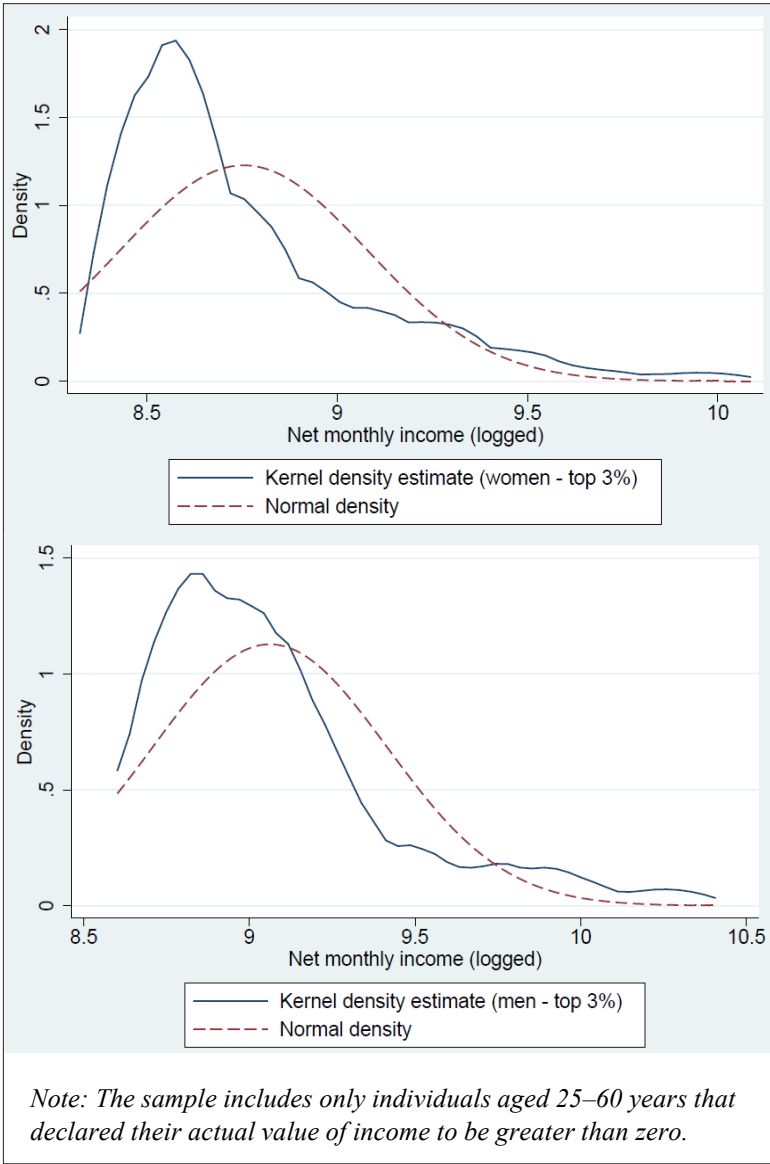 2
1.5
1
.5
0
Density
8.5 9 9.5 10
Net monthly income (logged)
Kernel density estimate (women - top 3%)
Normal density
1.5
1
.5
0
Density
8.5 9 9.5 10 10.5
Net monthly income (logged)
Kernel density estimate (men - top 3%)
Normal density
Note: The sample includes only individuals aged 25–60 years that
declared their actual value of income to be greater than zero.